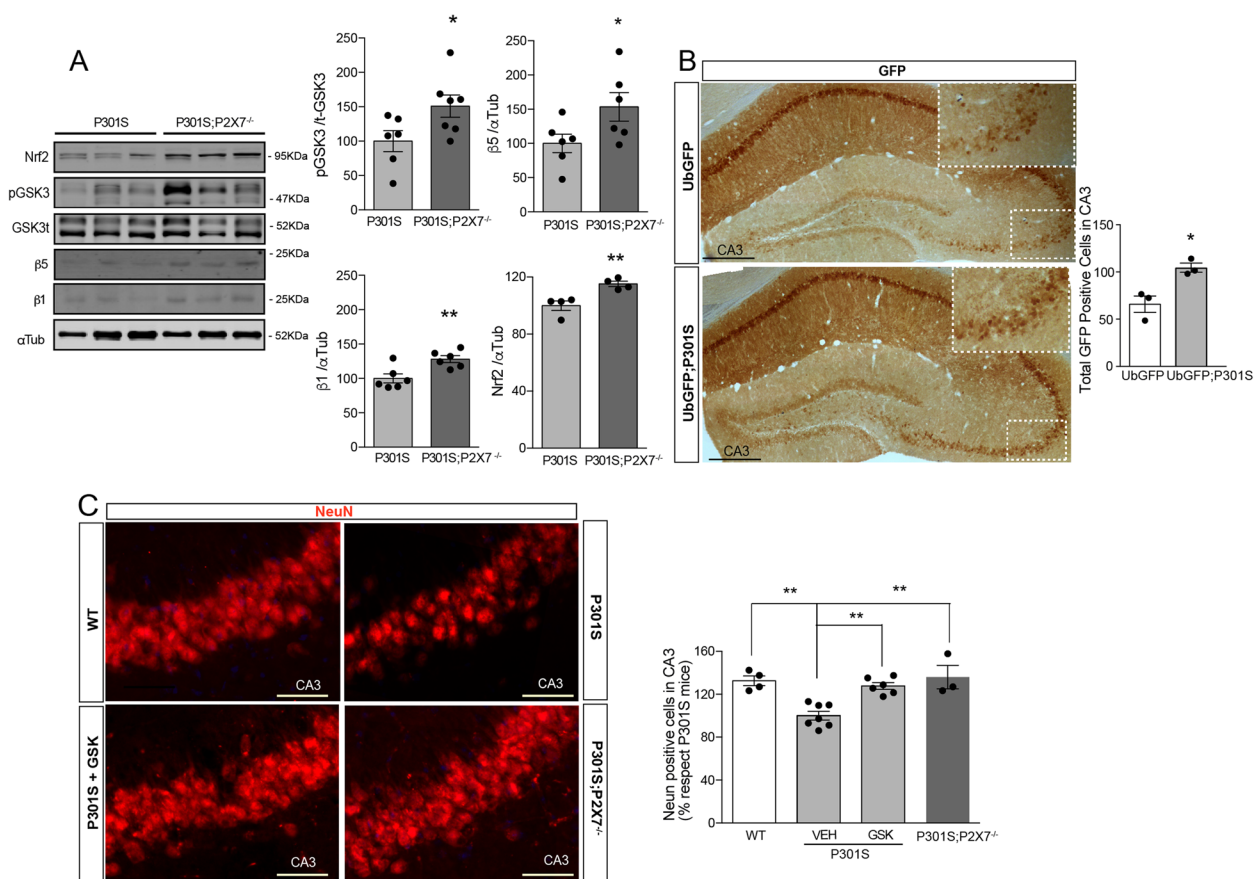 A
P301S P301S;P2X7-/-
Nrf2 - 95KDa
pGSK3 - 47KDa
GSK3t - 52KDa
- 25KDa
β5
β1 - 25KDa
αTub - 52KDa
pGSK3 /t-GSK3
250
200
150
100
50
0
*
P301S P301S;P2X7-/-
β5 /αTub
250
200
150
100
50
0
*
P301S P301S;P2X7-/-
β1 /αTub
250
200
150
100
50
0
**
P301S P301S;P2X7-/-
Nrf2 /αTub
120
80
40
0
**
P301S P301S;P2X7-/-
B
GFP
UbGFP
CA3
UbGFP;P301S
CA3
Total GFP Positive Cells in CA3
150
100
50
0
*
UbGFP UbGFP;P301S
C
NeuN
WT
CA3
P301S
CA3
P301S + GSK
CA3
P301S;P2X7-/-
CA3
Neun positive cells in CA3
(% respect P301S mice)
160
120
80
40
0
** **
**
WT VEH GSK P301S;P2X7-/-
P301S